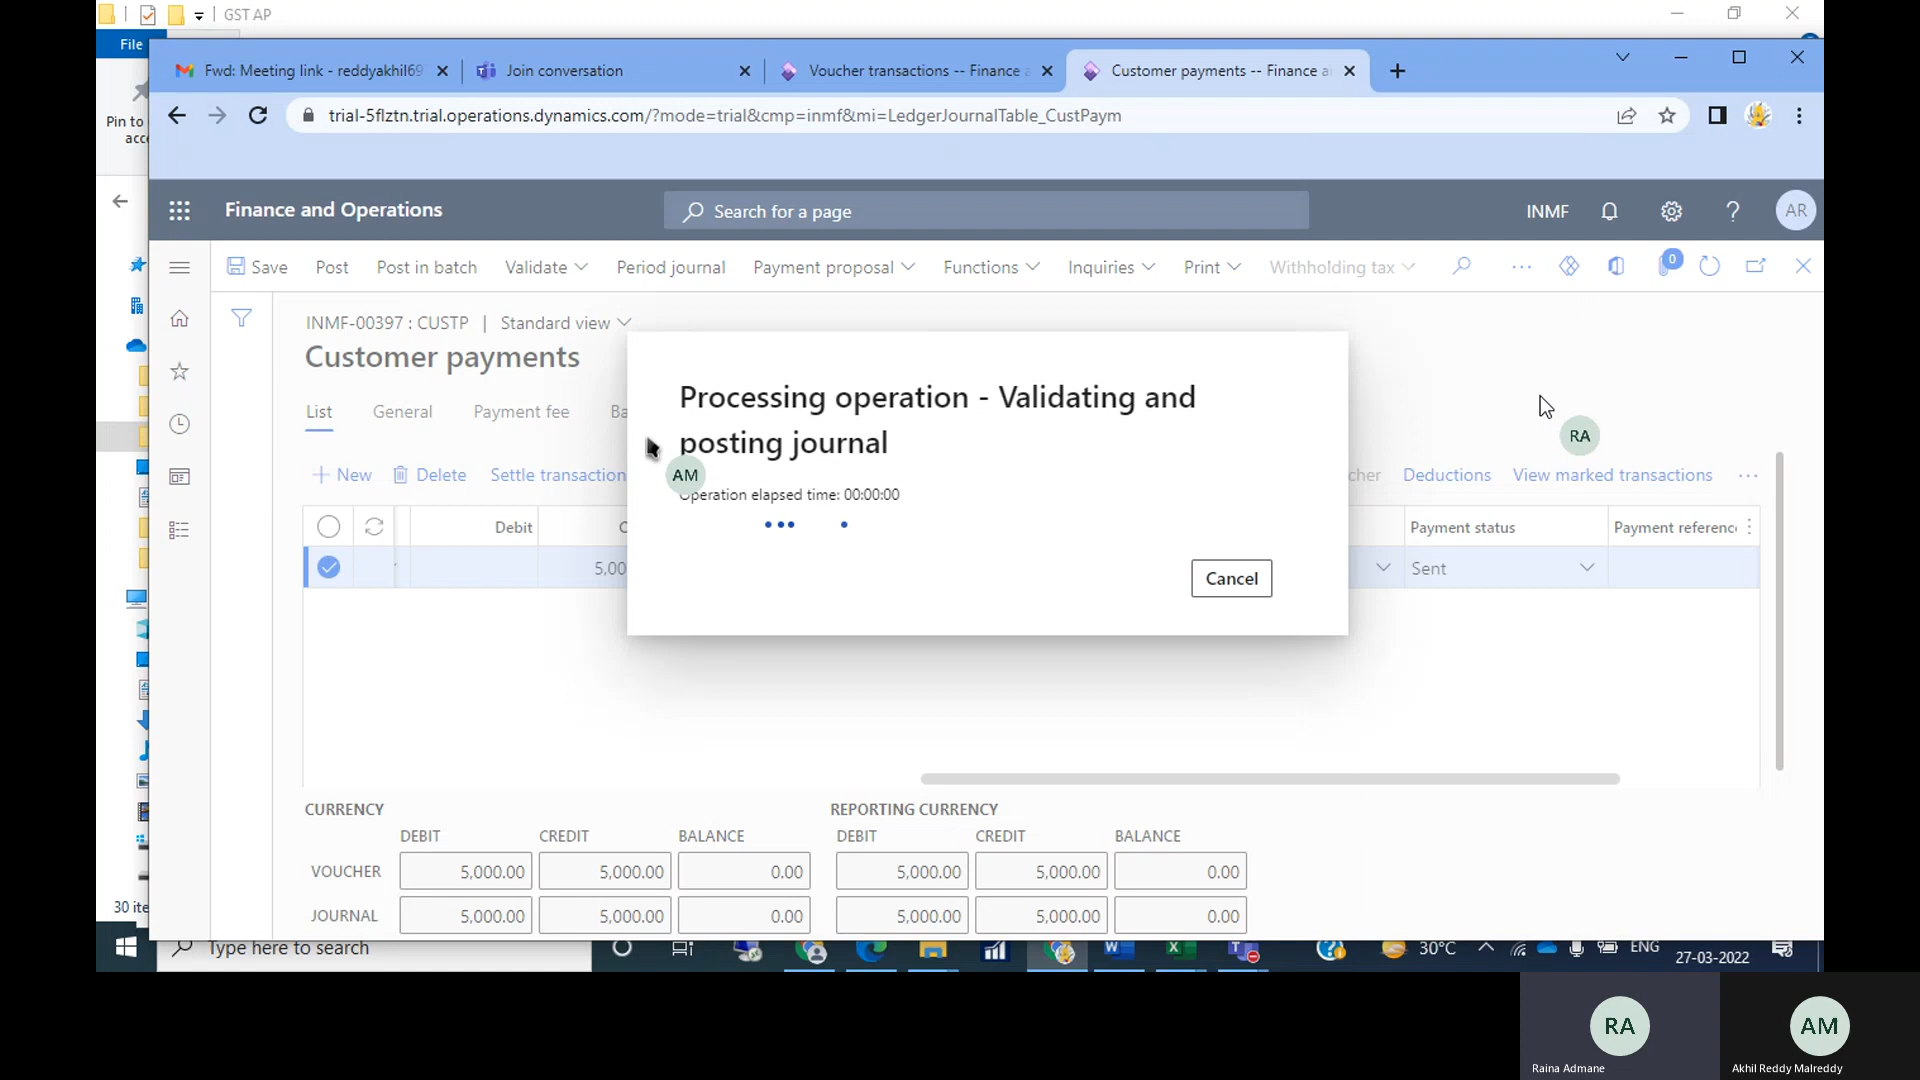 GST AP
File
Fwd: Meeting link - reddyakhil69
Join conversation
Voucher transactions -- Finance a
Customer payments -- Finance a
Pin to
acce
trial-5flztn.trial.operations.dynamics.com/?mode=trial&cmp=inmf&mi=LedgerJournalTable_CustPaym
Finance and Operations
Search for a page
INMF
AR
Save
Post
Post in batch
Validate
Period journal
Payment proposal
Functions
Inquiries
Print
Withholding tax
0
INMF-00397 : CUSTP | Standard view
Customer payments
List
General
Payment fee
Ba
Processing operation - Validating and
posting journal
Operation elapsed time: 00:00:00
Cancel
AM
RA
New
Delete
Settle transaction
cher
Deductions
View marked transactions
Debit
C
Payment status
Payment referenc
5,00
Sent
CURRENCY
REPORTING CURRENCY
DEBIT CREDIT BALANCE DEBIT CREDIT BALANCE
VOUCHER 5,000.00 5,000.00 0.00 5,000.00 5,000.00 0.00
JOURNAL 5,000.00 5,000.00 0.00 5,000.00 5,000.00 0.00
30 ite
Type here to search
30°C
ENG
27-03-2022
RA
Raina Admane
AM
Akhil Reddy Malreddy